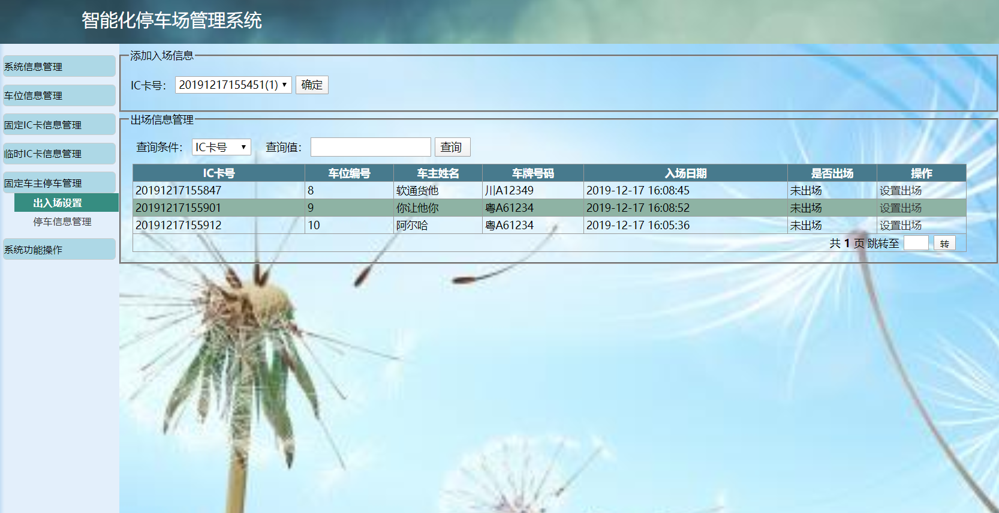 智能化停车场管理系统
系统信息管理
车位信息管理
固定IC卡信息管理
临时IC卡信息管理
固定车主停车管理
出入场设置
停车信息管理
系统功能操作
添加入场信息
IC卡号： 20191217155451(1) 确定
出场信息管理
查询条件： IC卡号 查询值： 查询
IC卡号 车位编号 车主姓名 车牌号码 入场日期 是否出场 操作
20191217155847 8 软通货他 川A12349 2019-12-17 16:08:45 未出场 设置出场
20191217155901 9 你让他你 粤A61234 2019-12-17 16:08:52 未出场 设置出场
20191217155912 10 阿尔哈 粤A61234 2019-12-17 16:05:36 未出场 设置出场
共 1 页 跳转至 转